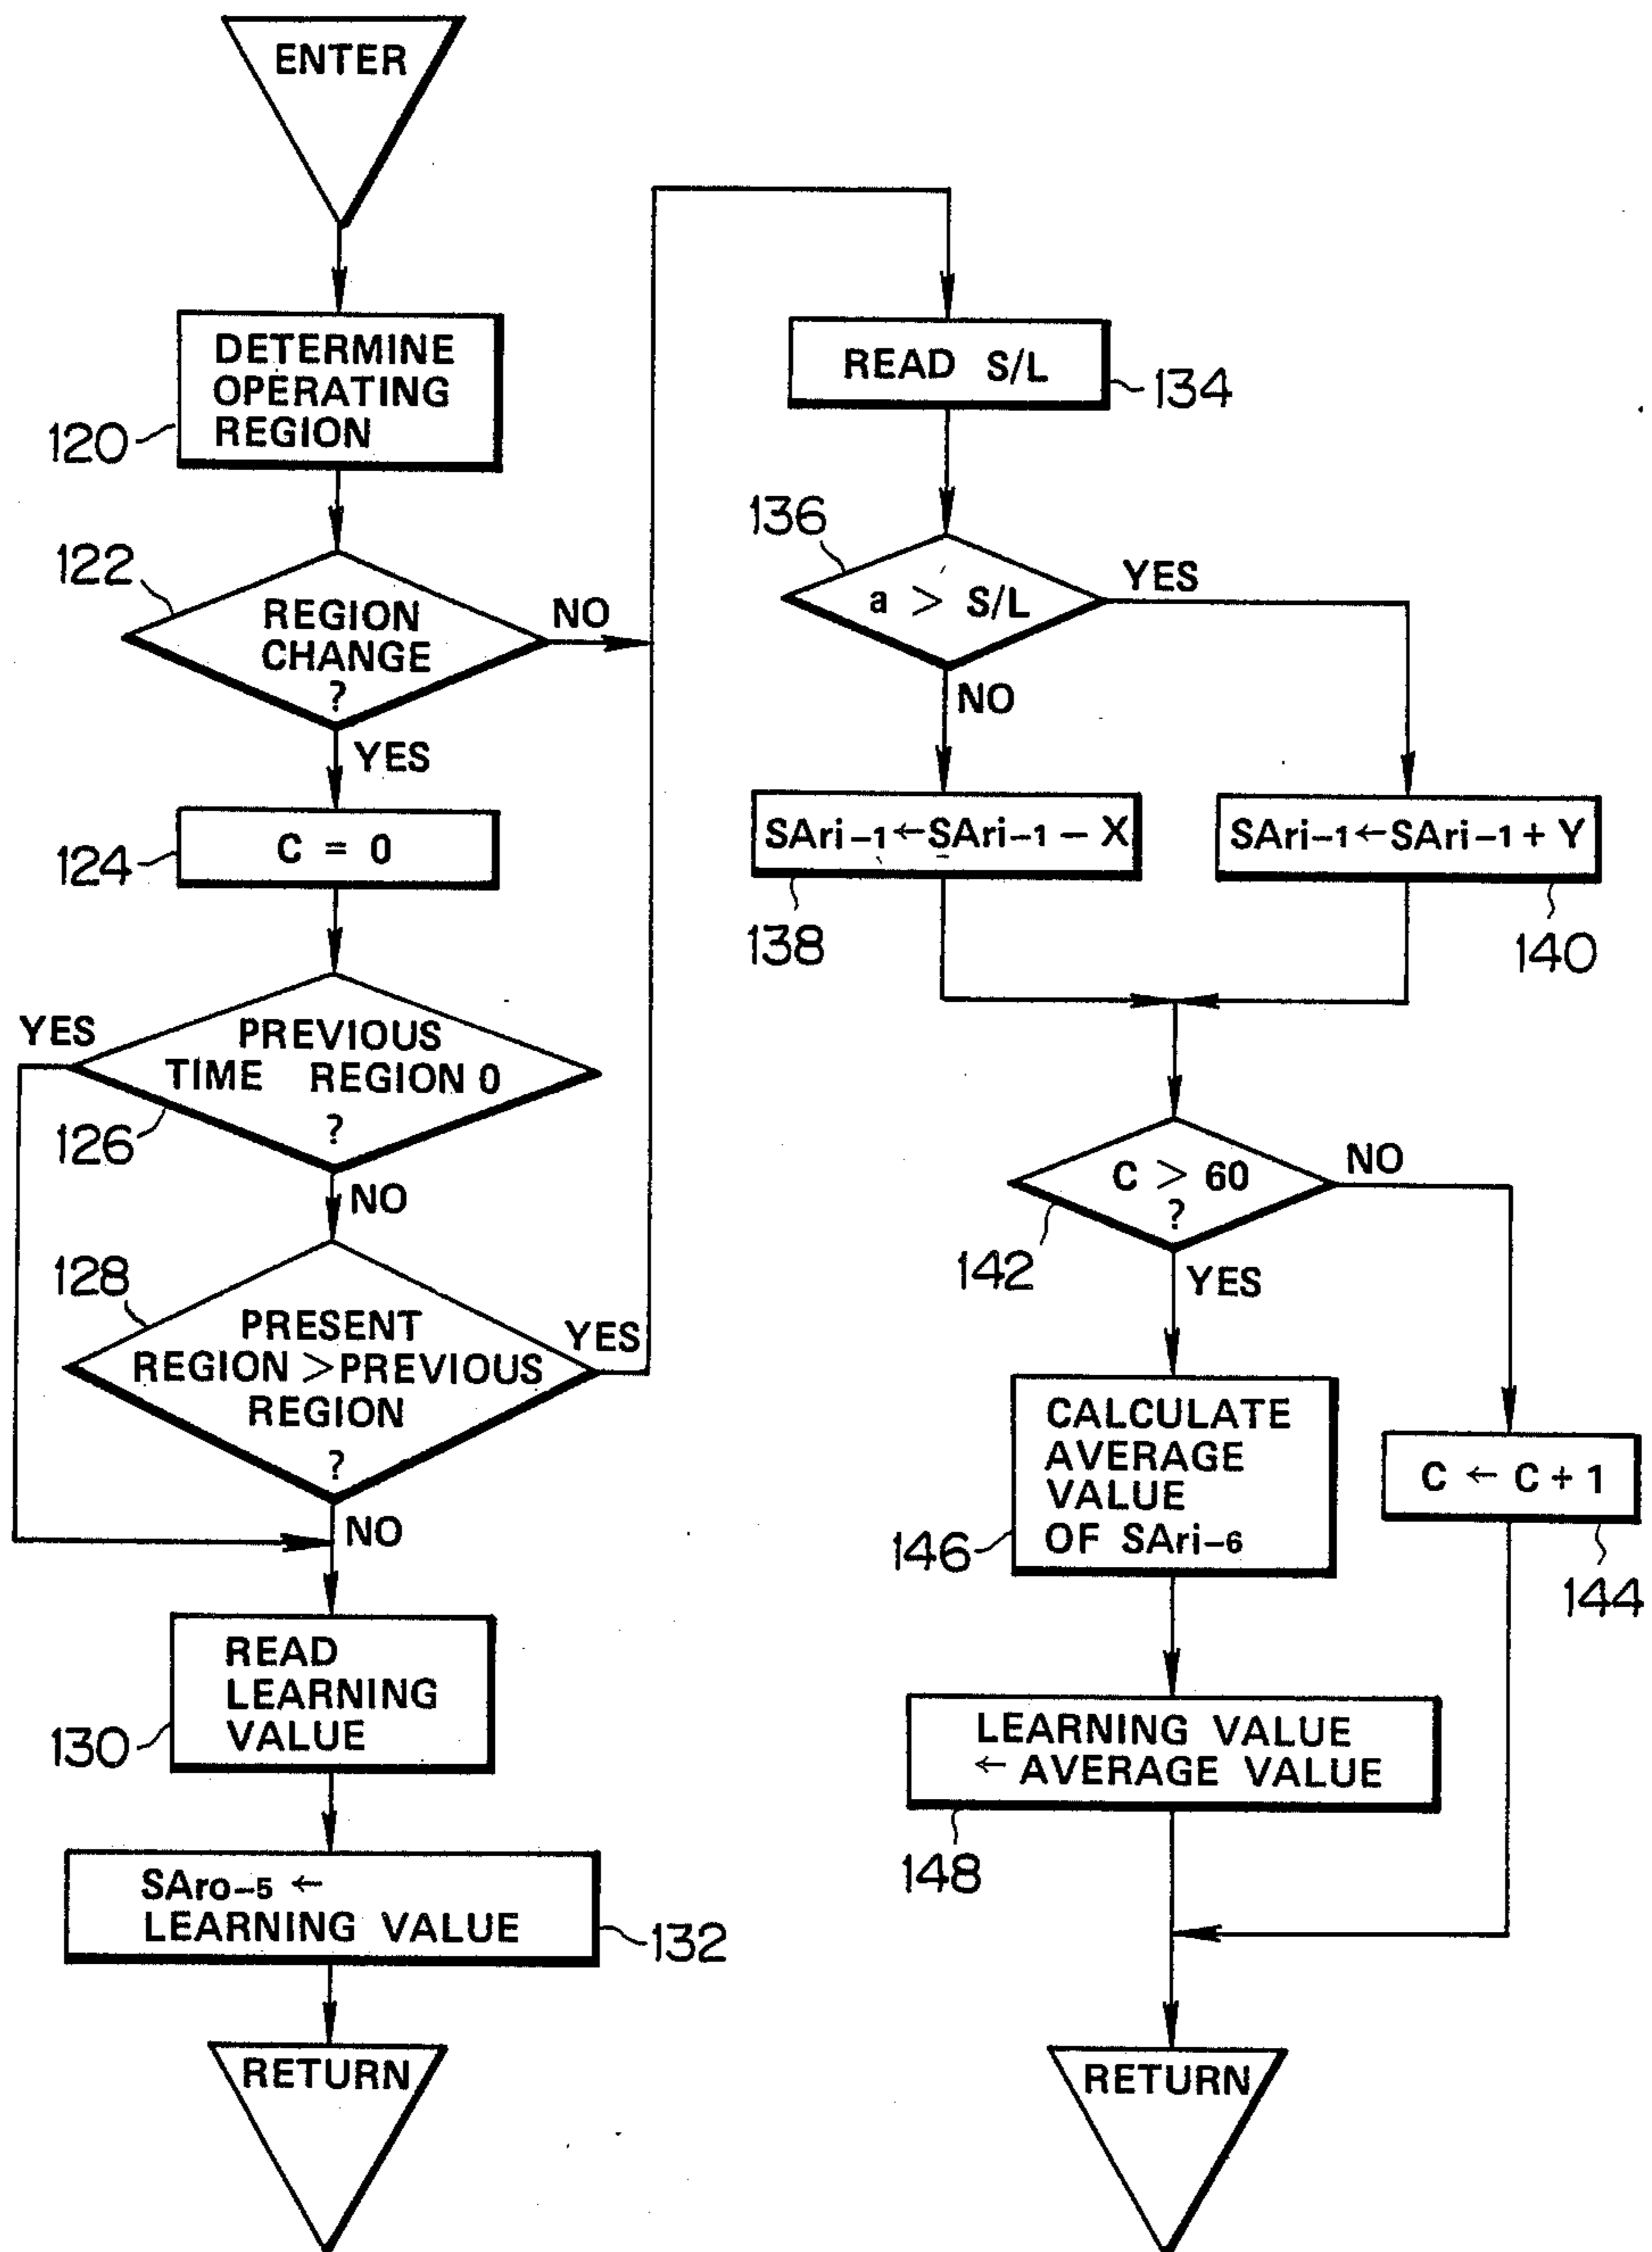 ENTER
DETERMINE
OPERATING
REGION
120
122
REGION
CHANGE
?
NO
YES
C = 0
124
YES
PREVIOUS
TIME REGION 0
?
126
NO
128
PRESENT
REGION > PREVIOUS
REGION
?
YES
NO
READ
LEARNING
VALUE
130
SAro-5 ←
LEARNING VALUE
132
RETURN
READ S/L
134
136
a > S/L
YES
NO
SAri-1 ← SAri-1 - X
138
SAri-1 ← SAri-1 + Y
140
C > 60
?
NO
142
YES
CALCULATE
AVERAGE
VALUE
OF SAri-6
146
C ← C + 1
144
LEARNING VALUE
← AVERAGE VALUE
148
RETURN